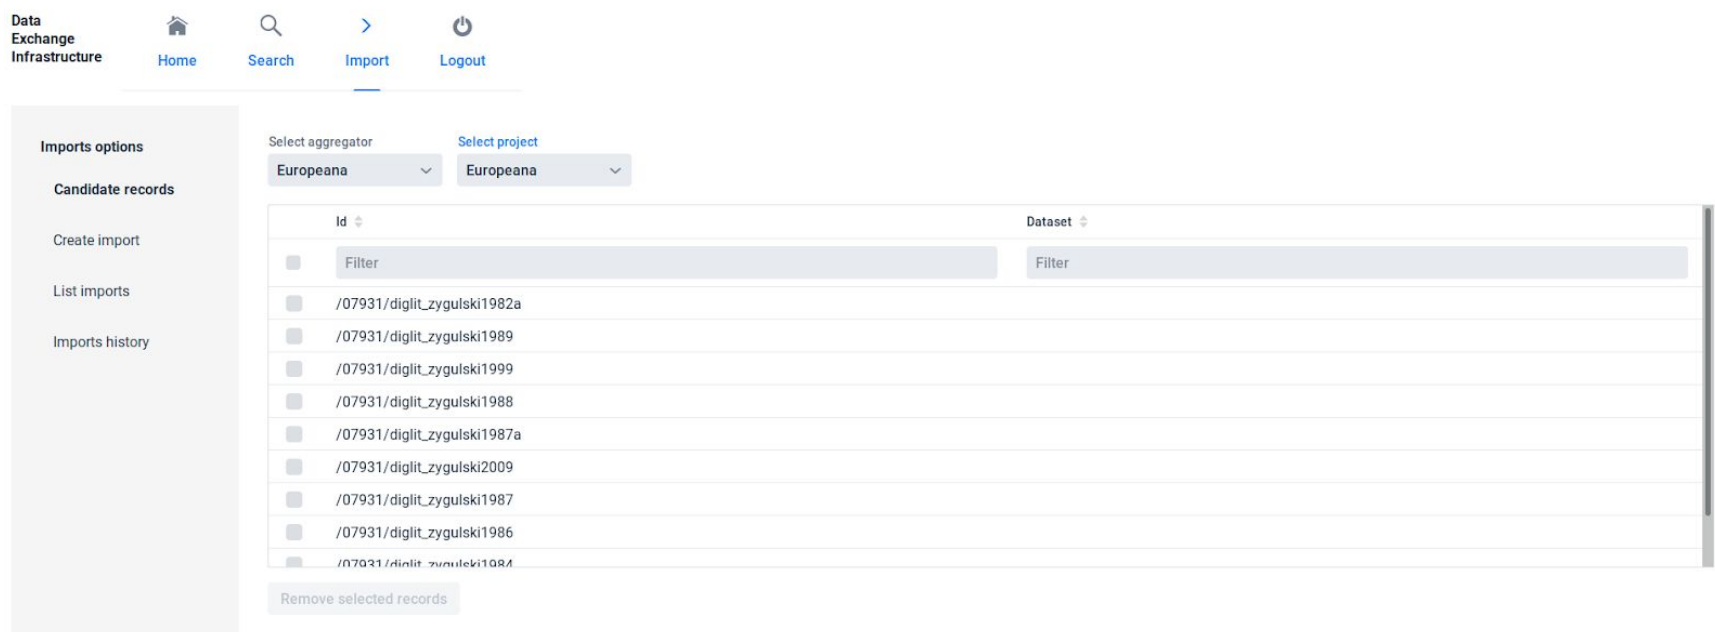 Data
Exchange
Infrastructure
Home
Search
Import
Logout
Imports options
Candidate records
Create import
List imports
Imports history
Select aggregator
Select project
Europeana
Europeana
Id
Dataset
Filter
Filter
/07931/diglit_zygulski1982a
/07931/diglit_zygulski1989
/07931/diglit_zygulski1999
/07931/diglit_zygulski1988
/07931/diglit_zygulski1987a
/07931/diglit_zygulski2009
/07931/diglit_zygulski1987
/07931/diglit_zygulski1986
/07931/diglit_zygulski1984
Remove selected records